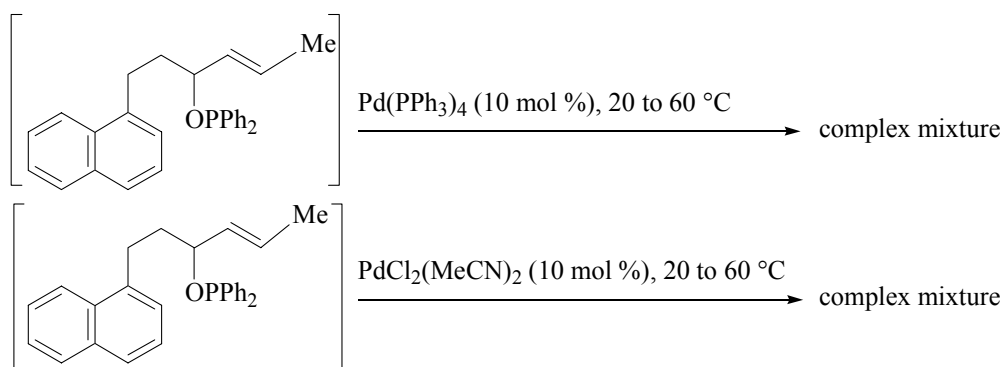 Me
OPPh2
Pd(PPh3)4 (10 mol %), 20 to 60 °C
complex mixture
Me
OPPh2
PdCl2(MeCN)2 (10 mol %), 20 to 60 °C
complex mixture